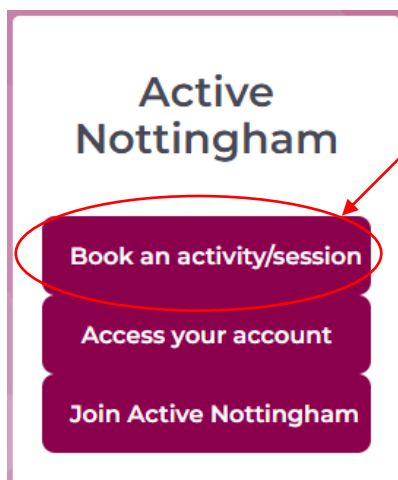 Active
Nottingham
Book an activity/session
Access your account
Join Active Nottingham